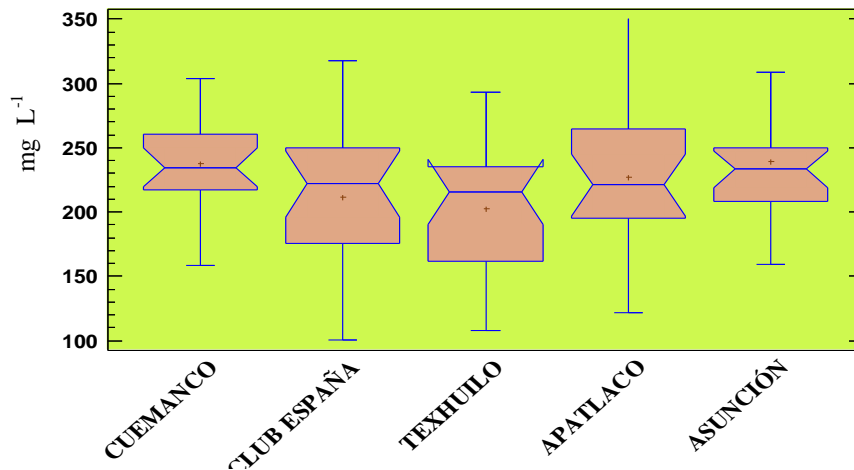 350
300
250
200
150
100
mg L-1
CUEMANCO
CLUB ESPAÑA
TEXHUILO
APATLACO
ASUNCIÓN